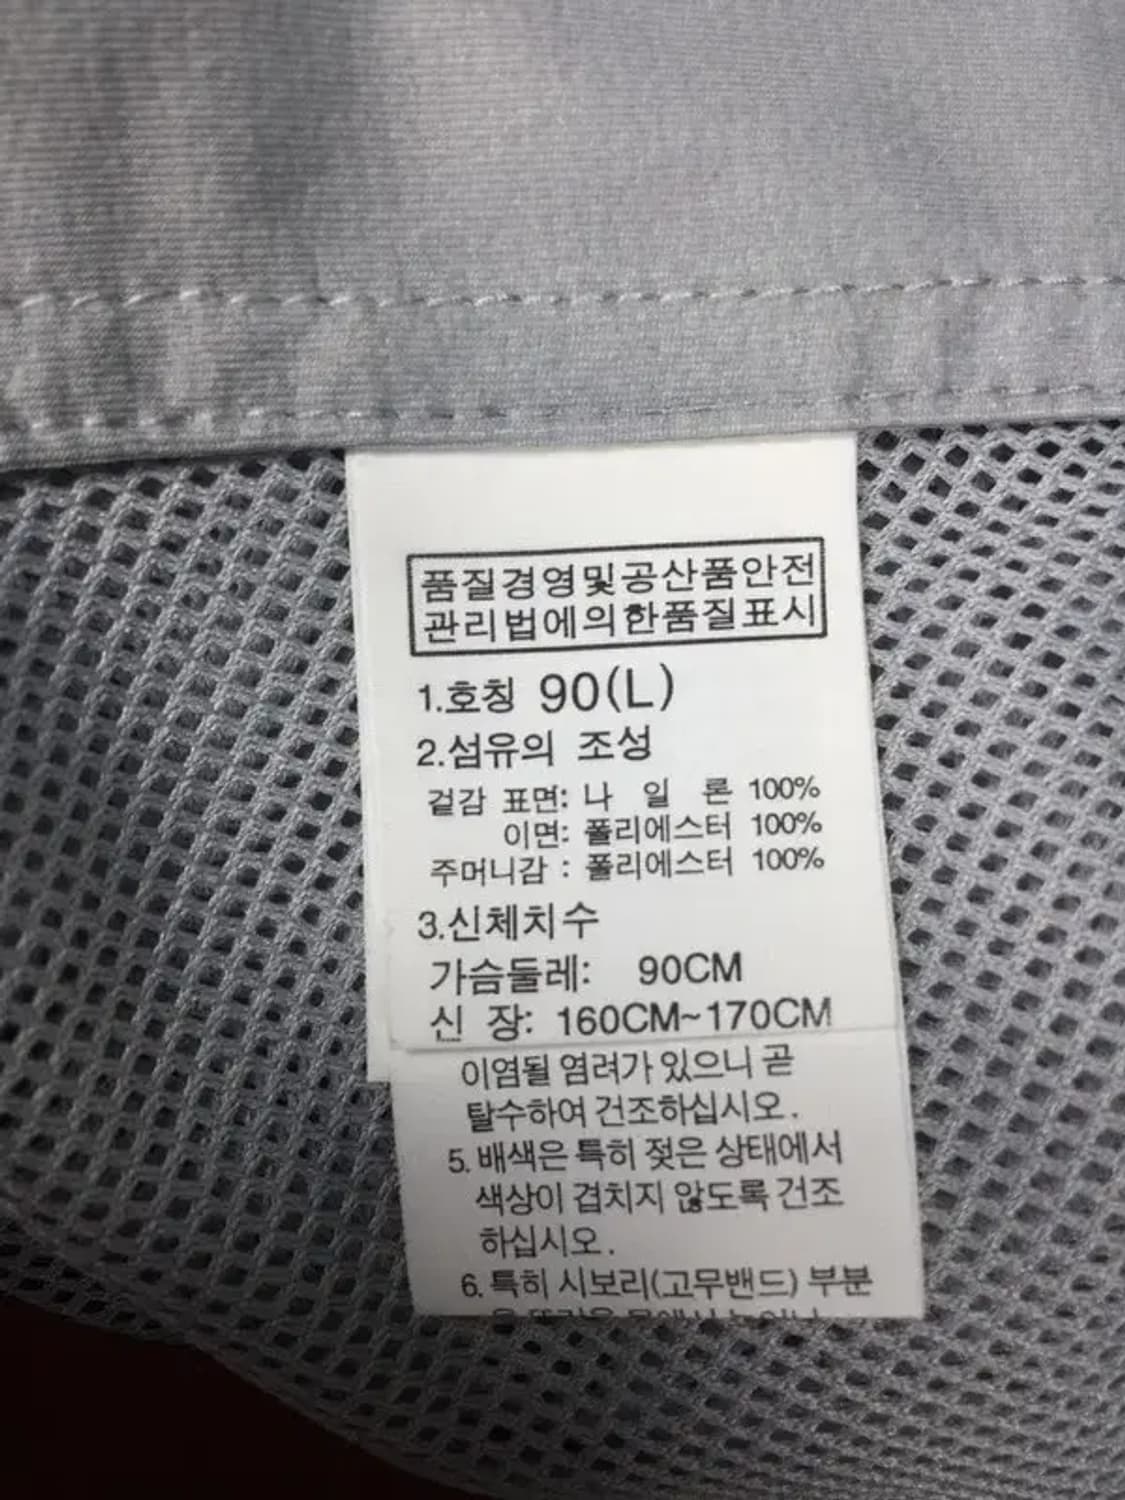 품질경영및공산품안전
관리법에의한품질표시
1.호칭 90(L)
2.섬유의 조성
겉감 표면: 나 일 론 100%
이면: 폴리에스터 100%
주머니감 : 폴리에스터 100%
3.신체치수
가슴둘레: 90CM
신 장: 160CM~170CM
이염될 염려가 있으니 곧
탈수하여 건조하십시오.
5. 배색은 특히 젖은 상태에서
색상이 겹치지 않도록 건조
하십시오.
6. 특히 시보리(고무밴드) 부분